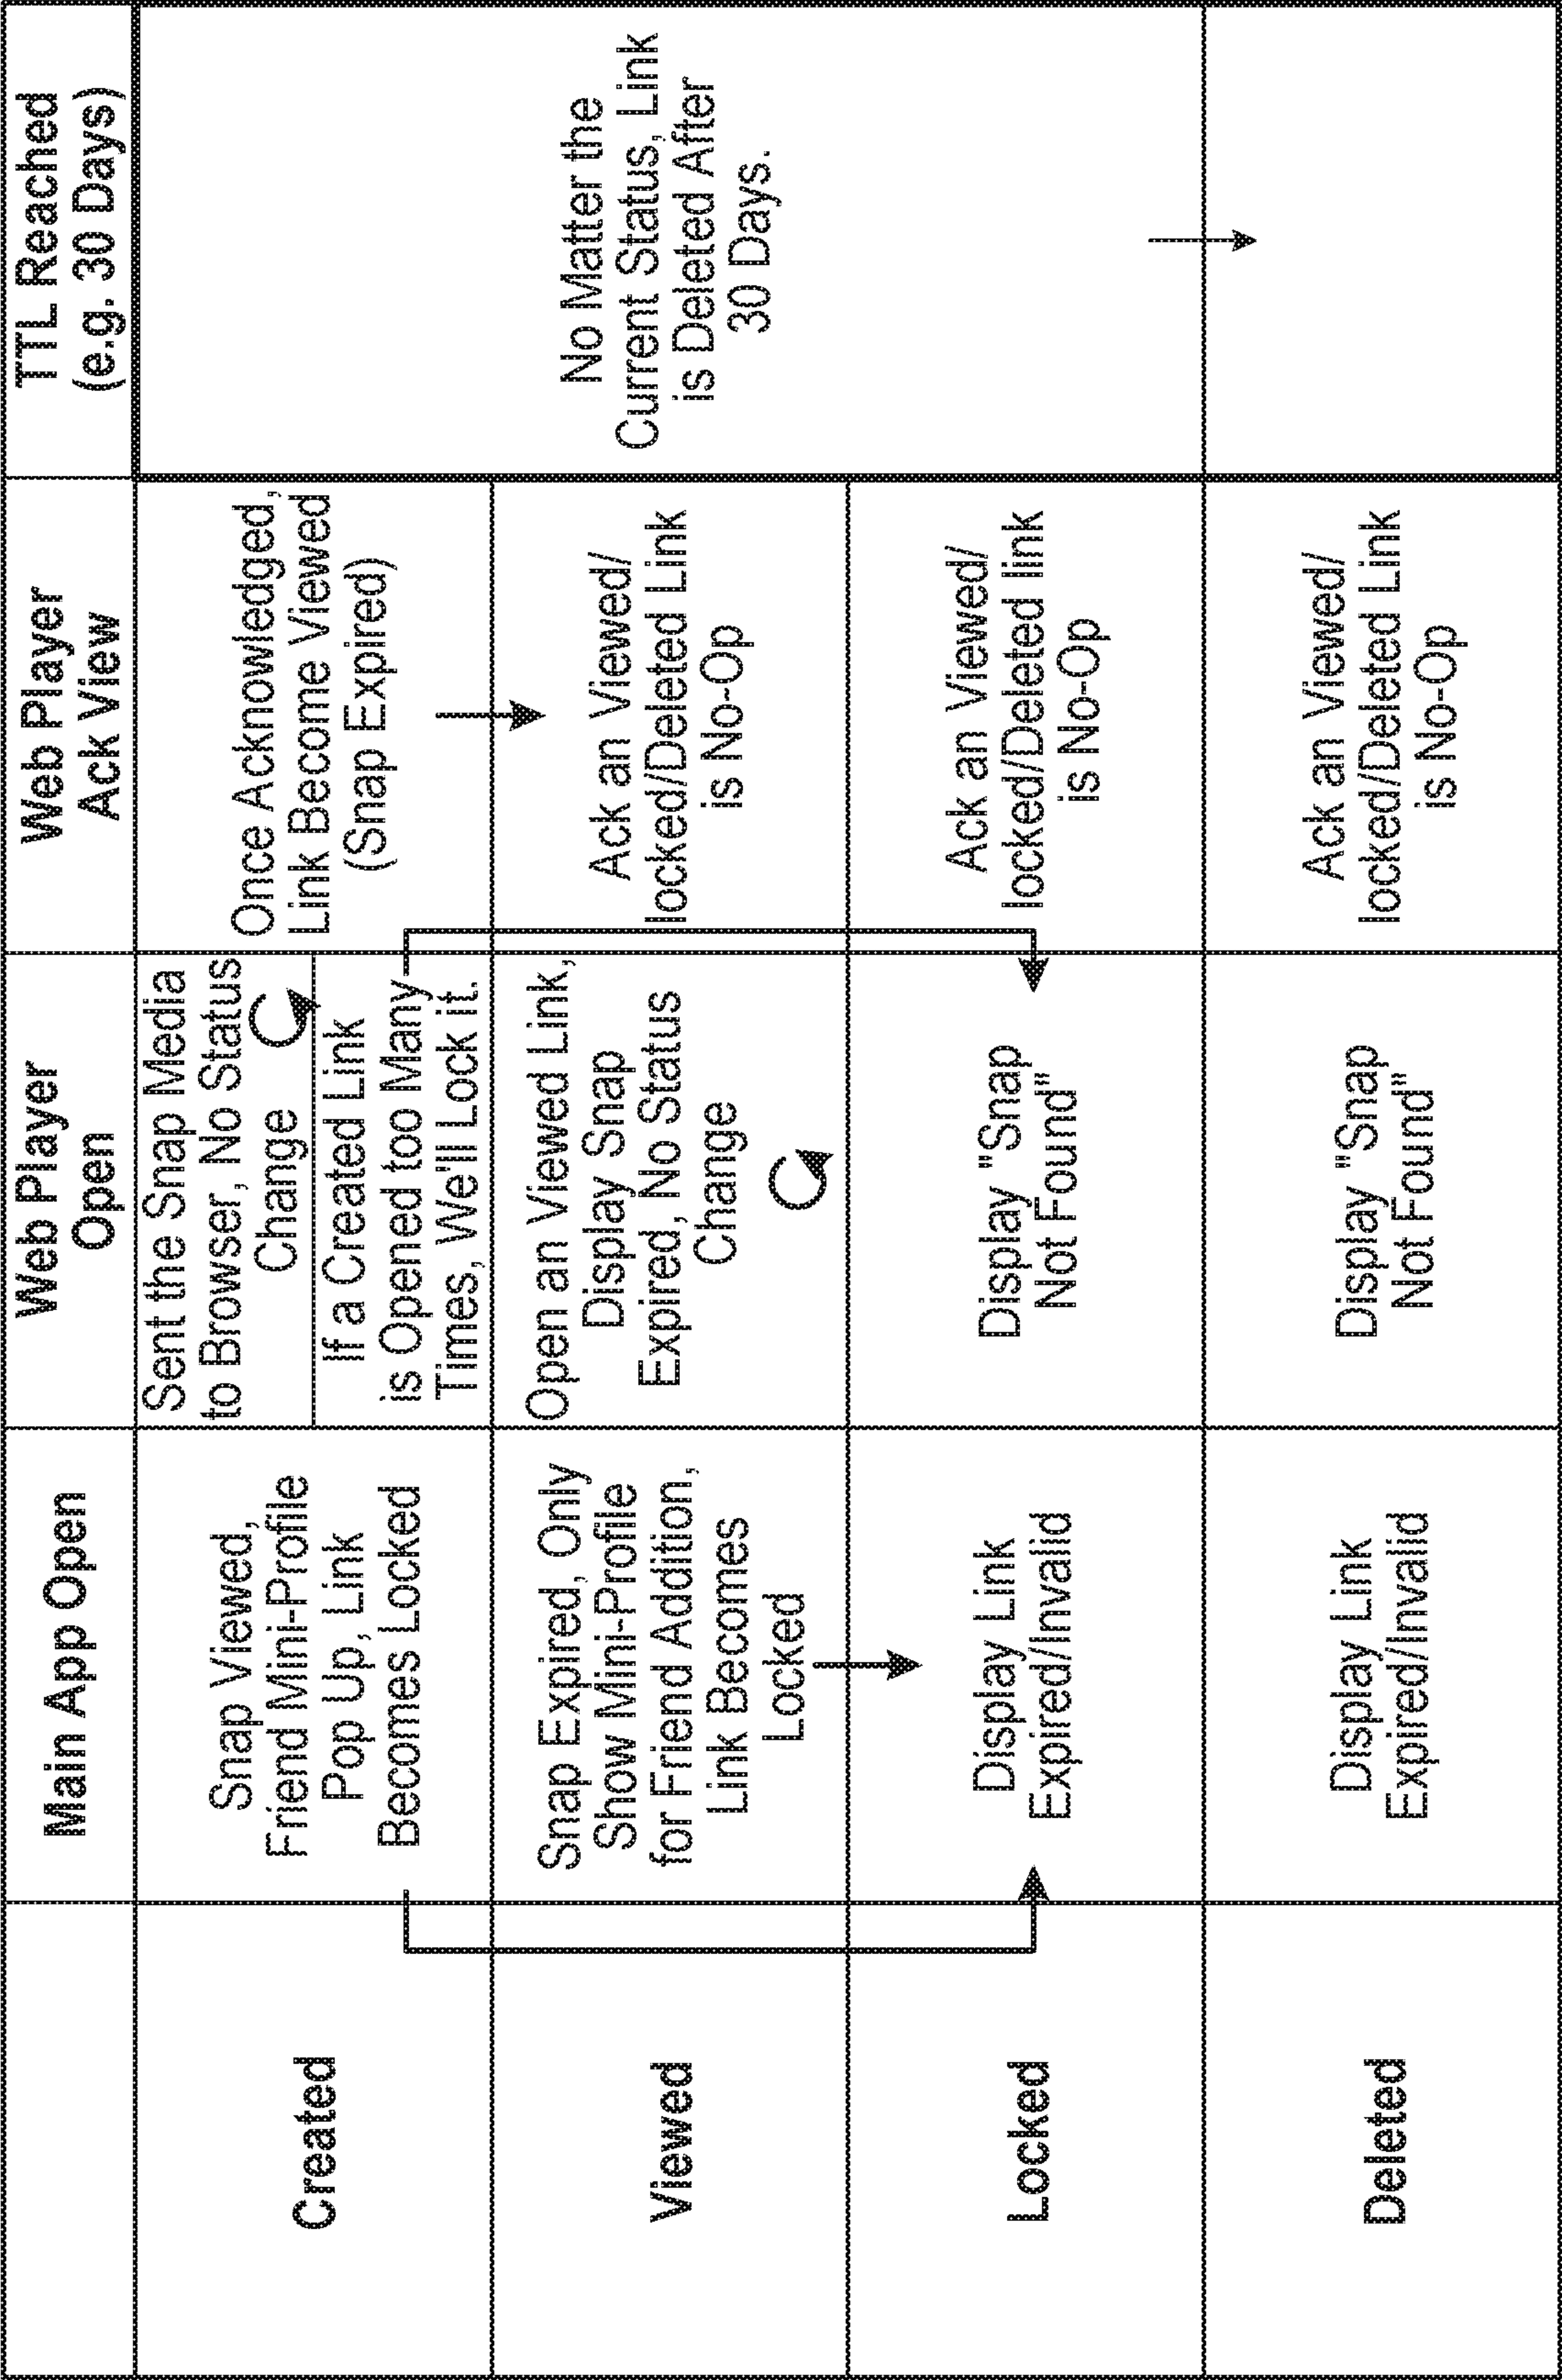 Main App Open
Web Player
Open
Web Player
Ack View
TTL Reached
(e.g. 30 Days)
Created
Snap Viewed,
Friend Mini-Profile
Pop Up, Link
Becomes Locked
Sent the Snap Media
to Browser, No Status
Change
If a Created Link
is Opened too Many
Times, We'll Lock it.
Once Acknowledged,
Link Become Viewed
(Snap Expired)
No Matter the
Current Status, Link
is Deleted After
30 Days.
Viewed
Snap Expired, Only
Show Mini-Profile
for Friend Addition,
Link Becomes
Locked
Open an Viewed Link,
Display Snap
Expired, No Status
Change
Ack an Viewed/
locked/Deleted Link
is No-Op
Locked
Display Link
Expired/Invalid
Display "Snap
Not Found"
Ack an Viewed/
locked/Deleted link
is No-Op
Deleted
Display Link
Expired/Invalid
Display "Snap
Not Found"
Ack an Viewed/
locked/Deleted Link
is No-Op